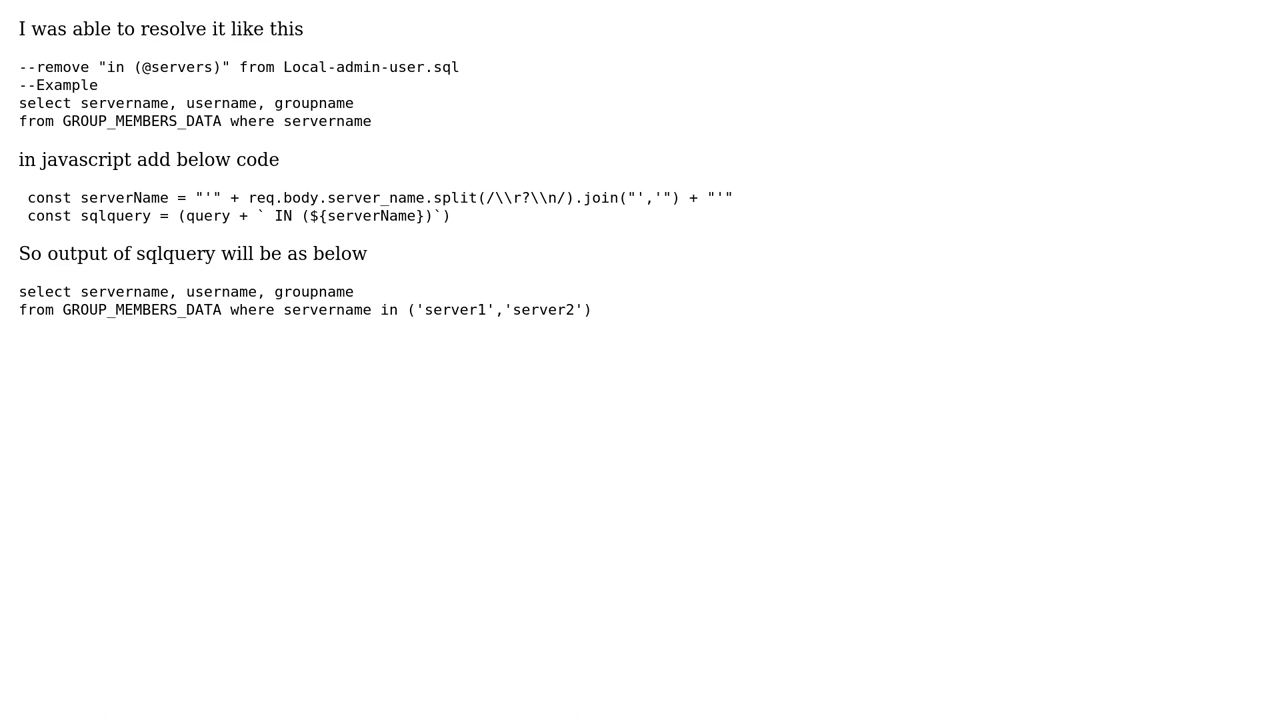 I was able to resolve it like this
--remove "in (@servers)" from Local-admin-user.sql
--Example
select servername, username, groupname
from GROUP_MEMBERS_DATA where servername
in javascript add below code
 const serverName = "'" + req.body.server_name.split(/\\r?\\n/).join("','") + "'"
 const sqlquery = (query + ` IN (${serverName})`)
So output of sqlquery will be as below
select servername, username, groupname
from GROUP_MEMBERS_DATA where servername in ('server1','server2')